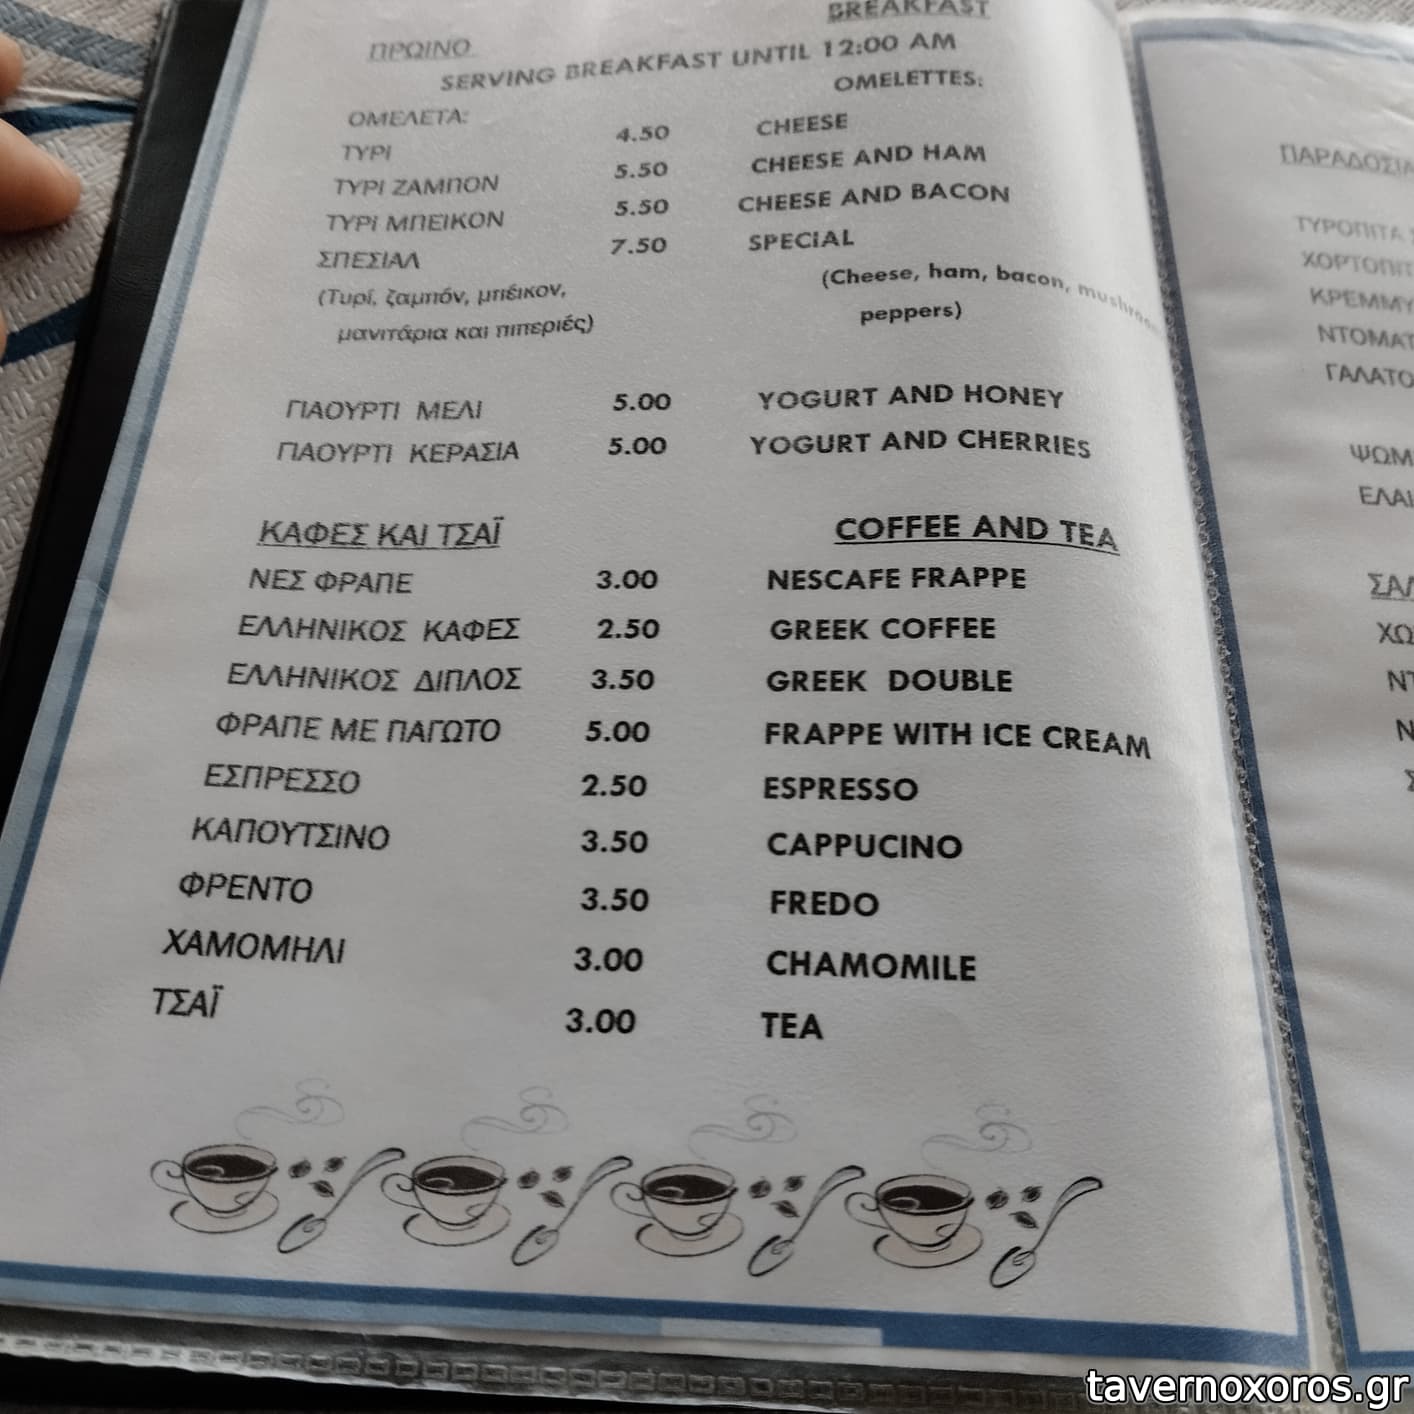 BREAKFAST
ΠΡΩΙΝΟ
SERVING BREAKFAST UNTIL 12:00 AM
ΟΜΕΛΕΤΑ: OMELETTES:
ΤΥΡΙ 4.50 CHEESE
ΤΥΡΙ ΖΑΜΠΟΝ 5.50 CHEESE AND HAM
ΤΥΡΙ ΜΠΕΙΚΟΝ 5.50 CHEESE AND BACON
ΣΠΕΣΙΑΛ 7.50 SPECIAL
(Τυρί, ζαμπόν, μπέικον, (Cheese, ham, bacon,
μανιτάρια και πιπεριές) peppers)
ΓΙΑΟΥΡΤΙ ΜΕΛΙ 5.00 YOGURT AND HONEY
ΓΙΑΟΥΡΤΙ ΚΕΡΑΣΙΑ 5.00 YOGURT AND CHERRIES
ΚΑΦΕΣ ΚΑΙ ΤΣΑΪ COFFEE AND TEA
ΝΕΣ ΦΡΑΠΕ 3.00 NESCAFE FRAPPE
ΕΛΛΗΝΙΚΟΣ ΚΑΦΕΣ 2.50 GREEK COFFEE
ΕΛΛΗΝΙΚΟΣ ΔΙΠΛΟΣ 3.50 GREEK DOUBLE
ΦΡΑΠΕ ΜΕ ΠΑΓΩΤΟ 5.00 FRAPPE WITH ICE CREAM
ΕΣΠΡΕΣΣΟ 2.50 ESPRESSO
ΚΑΠΟΥΤΣΙΝΟ 3.50 CAPPUCINO
ΦΡΕΝΤΟ 3.50 FREDO
ΧΑΜΟΜΗΛΙ 3.00 CHAMOMILE
ΤΣΑΪ 3.00 TEA
ΤΥΡΟΠΙΤΑ
tavernoxoros.gr